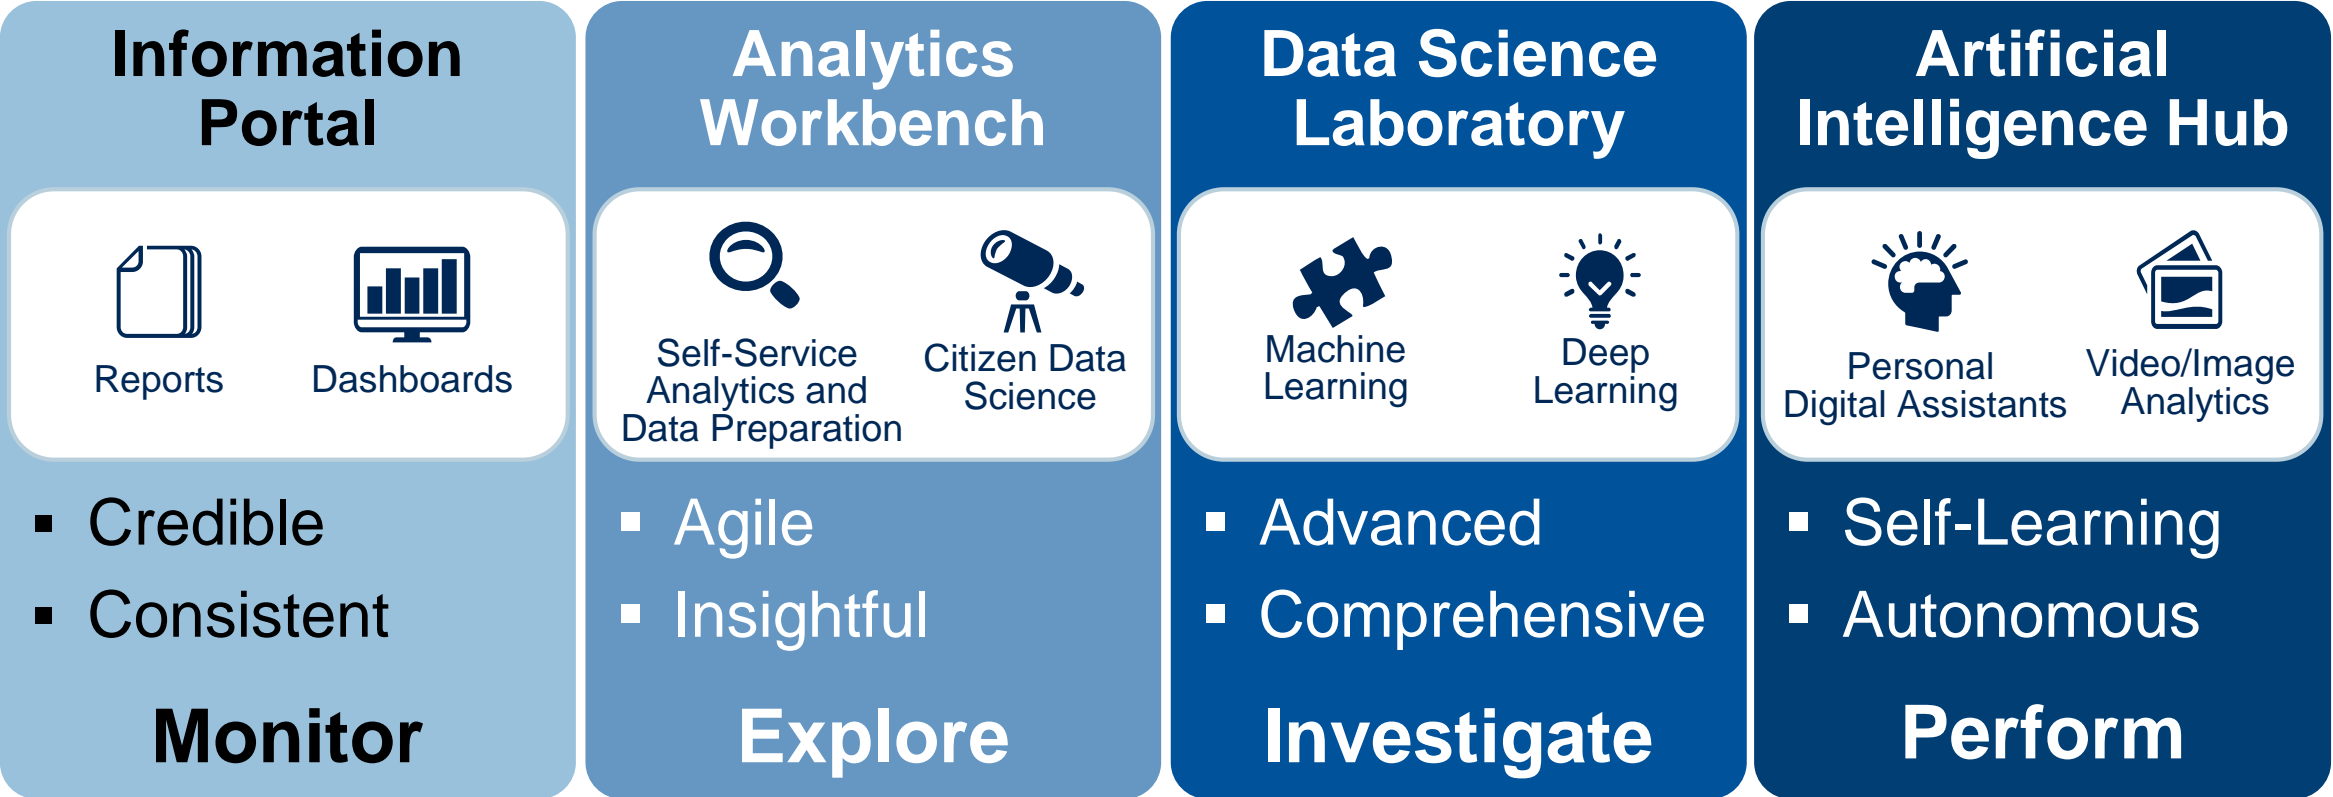 Information
Portal
Reports
Dashboards
▪ Credible
▪ Consistent
Monitor
Analytics
Workbench
Self-Service
Analytics and
Data Preparation
Citizen Data
Science
▪ Agile
▪ Insightful
Explore
Data Science
Laboratory
Machine
Learning
Deep
Learning
▪ Advanced
▪ Comprehensive
Investigate
Artificial
Intelligence Hub
Personal
Digital Assistants
Video/Image
Analytics
▪ Self-Learning
▪ Autonomous
Perform